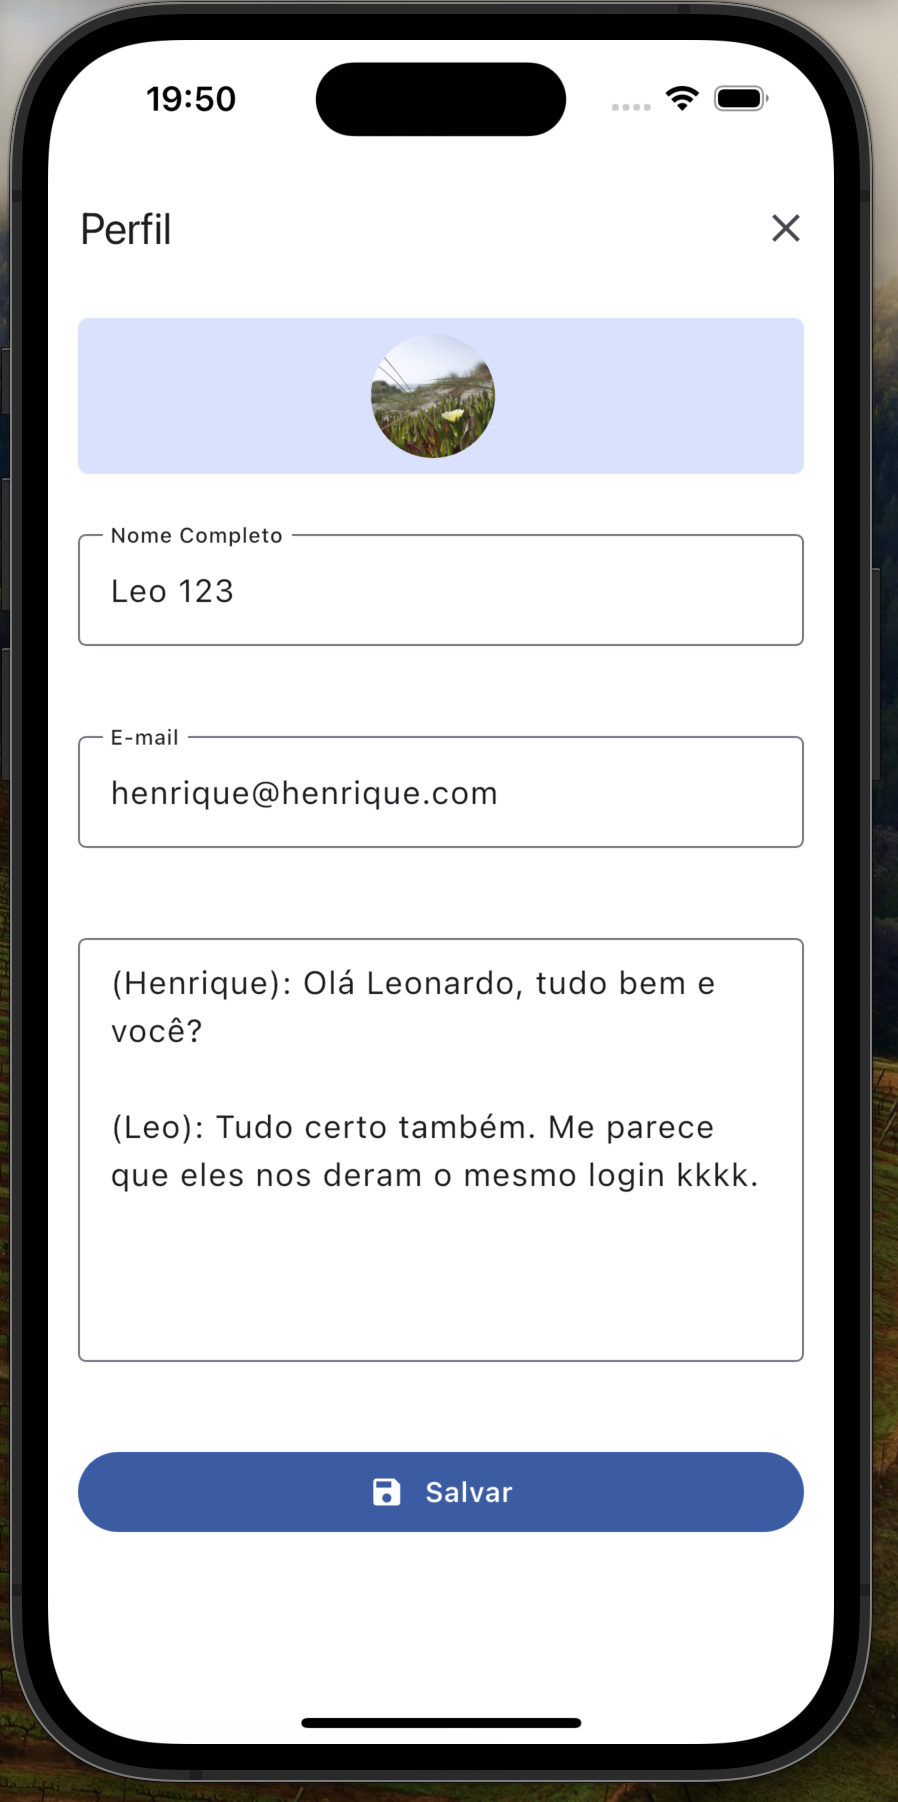 19:50
Perfil
Nome Completo
Leo 123
E-mail
henrique@henrique.com
(Henrique): Olá Leonardo, tudo bem e
você?
(Leo): Tudo certo também. Me parece
que eles nos deram o mesmo login kkkk.
Salvar